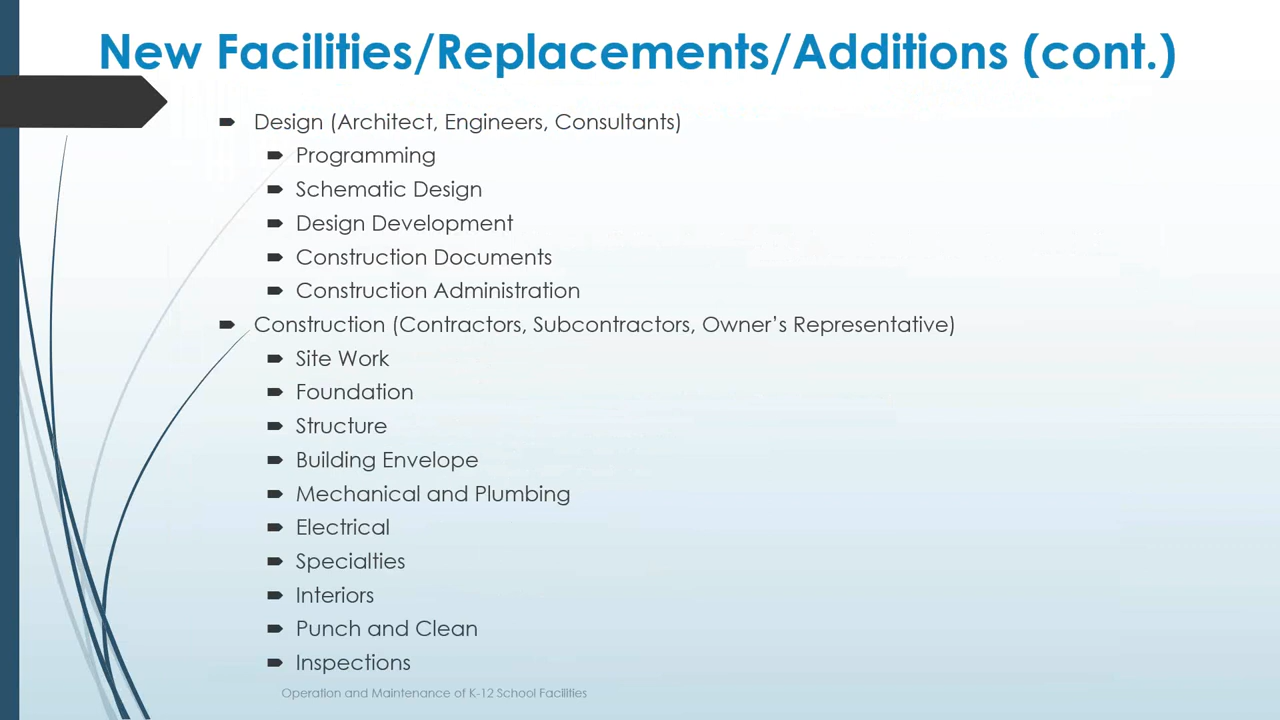 New Facilities/Replacements/Additions (cont.)
Design (Architect, Engineers, Consultants)
Programming
Schematic Design
Design Development
Construction Documents
Construction Administration
Construction (Contractors, Subcontractors, Owner’s Representative)
Site Work
Foundation
Structure
Building Envelope
Mechanical and Plumbing
Electrical
Specialties
Interiors
Punch and Clean
Inspections
Operation and Maintenance of K-12 School Facilities